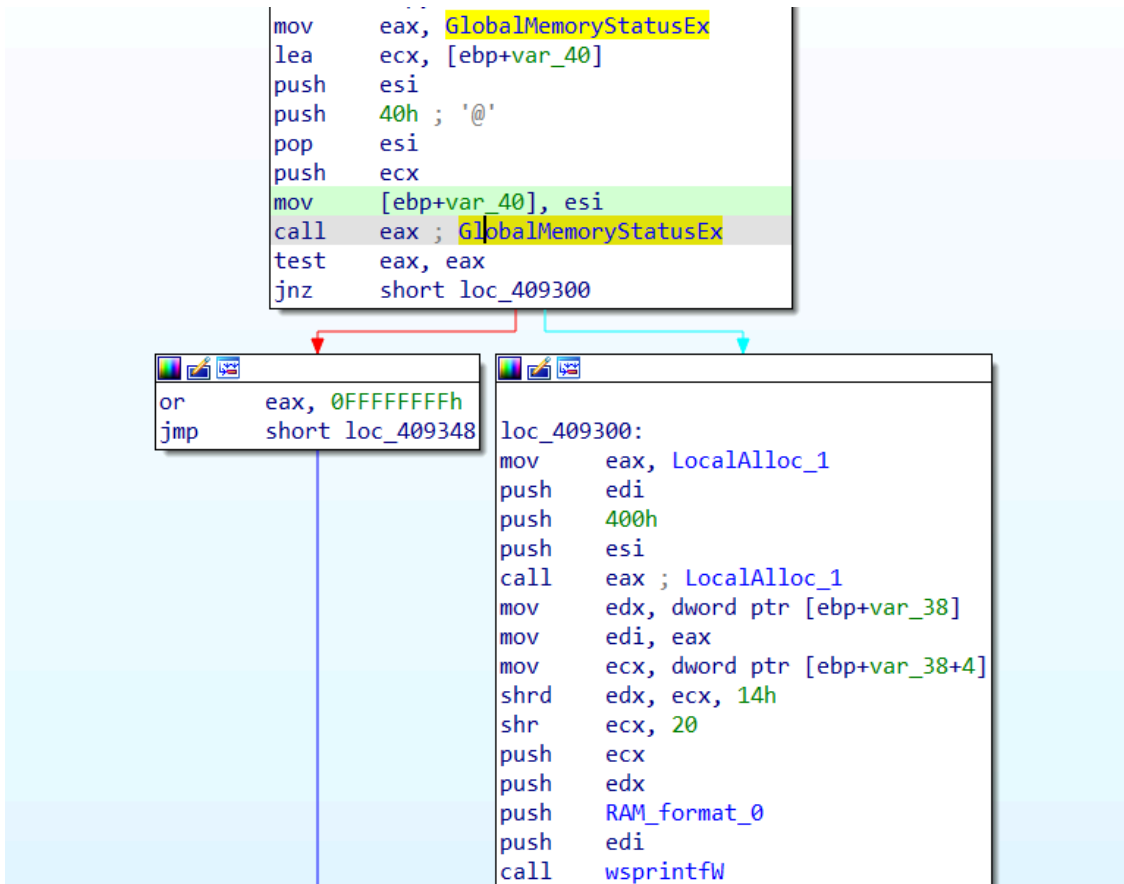 mov eax, GlobalMemoryStatusEx
lea ecx, [ebp+var_40]
push esi
push 40h ; '@'
pop esi
push ecx
mov [ebp+var_40], esi
call eax ; GlobalMemoryStatusEx
test eax, eax
jnz short loc_409300
or eax, 0FFFFFFFFh
jmp short loc_409348
loc_409300:
mov eax, LocalAlloc_1
push edi
push 400h
push esi
call eax ; LocalAlloc_1
mov edx, dword ptr [ebp+var_38]
mov edi, eax
mov ecx, dword ptr [ebp+var_38+4]
shrd edx, ecx, 14h
shr ecx, 20
push ecx
push edx
push RAM_format_0
push edi
call wsprintfW